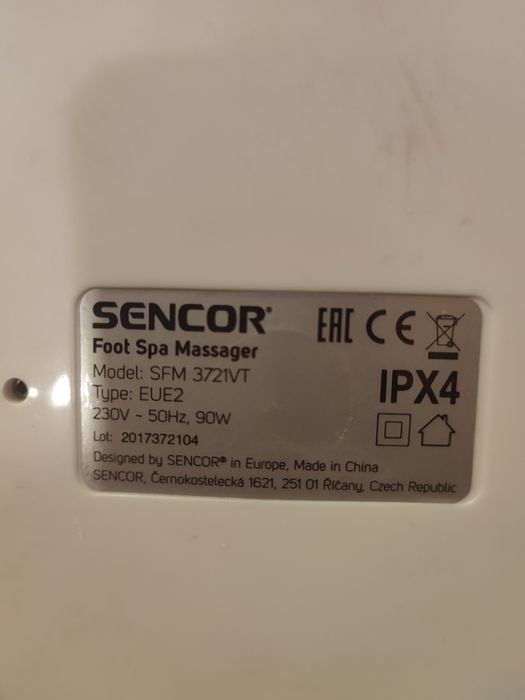 SENCOR®
EAC CE
Foot Spa Massager
Model: SFM 3721VT
IPX4
Type: EUE2
230V ~ 50Hz, 90W
Lot: 2017372104
Designed by SENCOR® in Europe, Made in China
SENCOR, Černokostelecká 1621, 251 01 Říčany, Czech Republic